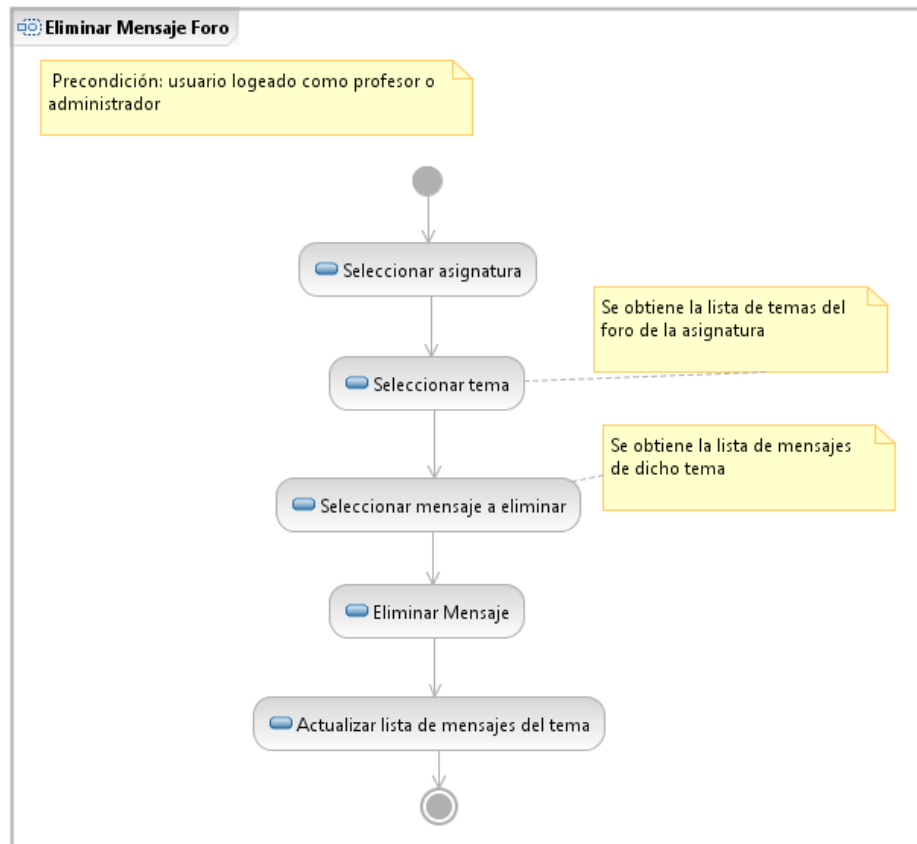 Eliminar Mensaje Foro
Precondición: usuario logeado como profesor o
administrador
Seleccionar asignatura
Se obtiene la lista de temas del
foro de la asignatura
Seleccionar tema
Se obtiene la lista de mensajes
de dicho tema
Seleccionar mensaje a eliminar
Eliminar Mensaje
Actualizar lista de mensajes del tema